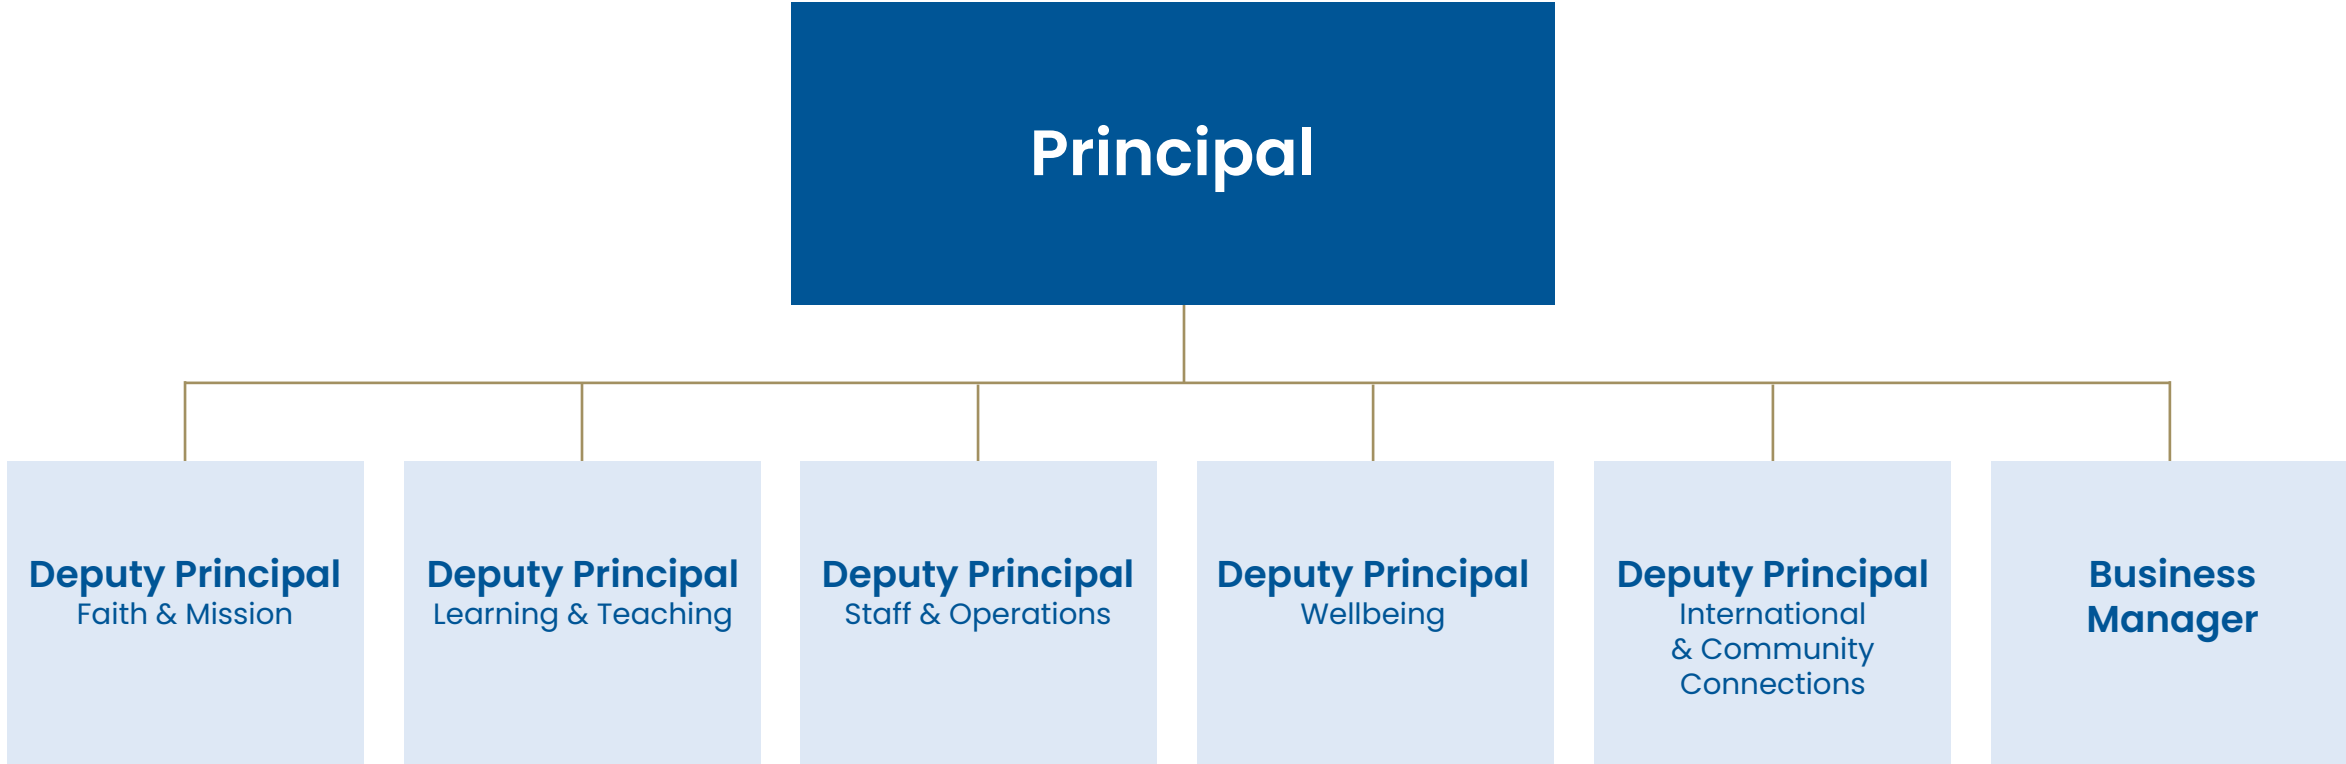 Principal
Deputy Principal
Faith & Mission
Deputy Principal
Learning & Teaching
Deputy Principal
Staff & Operations
Deputy Principal
Wellbeing
Deputy Principal
International
& Community
Connections
Business
Manager